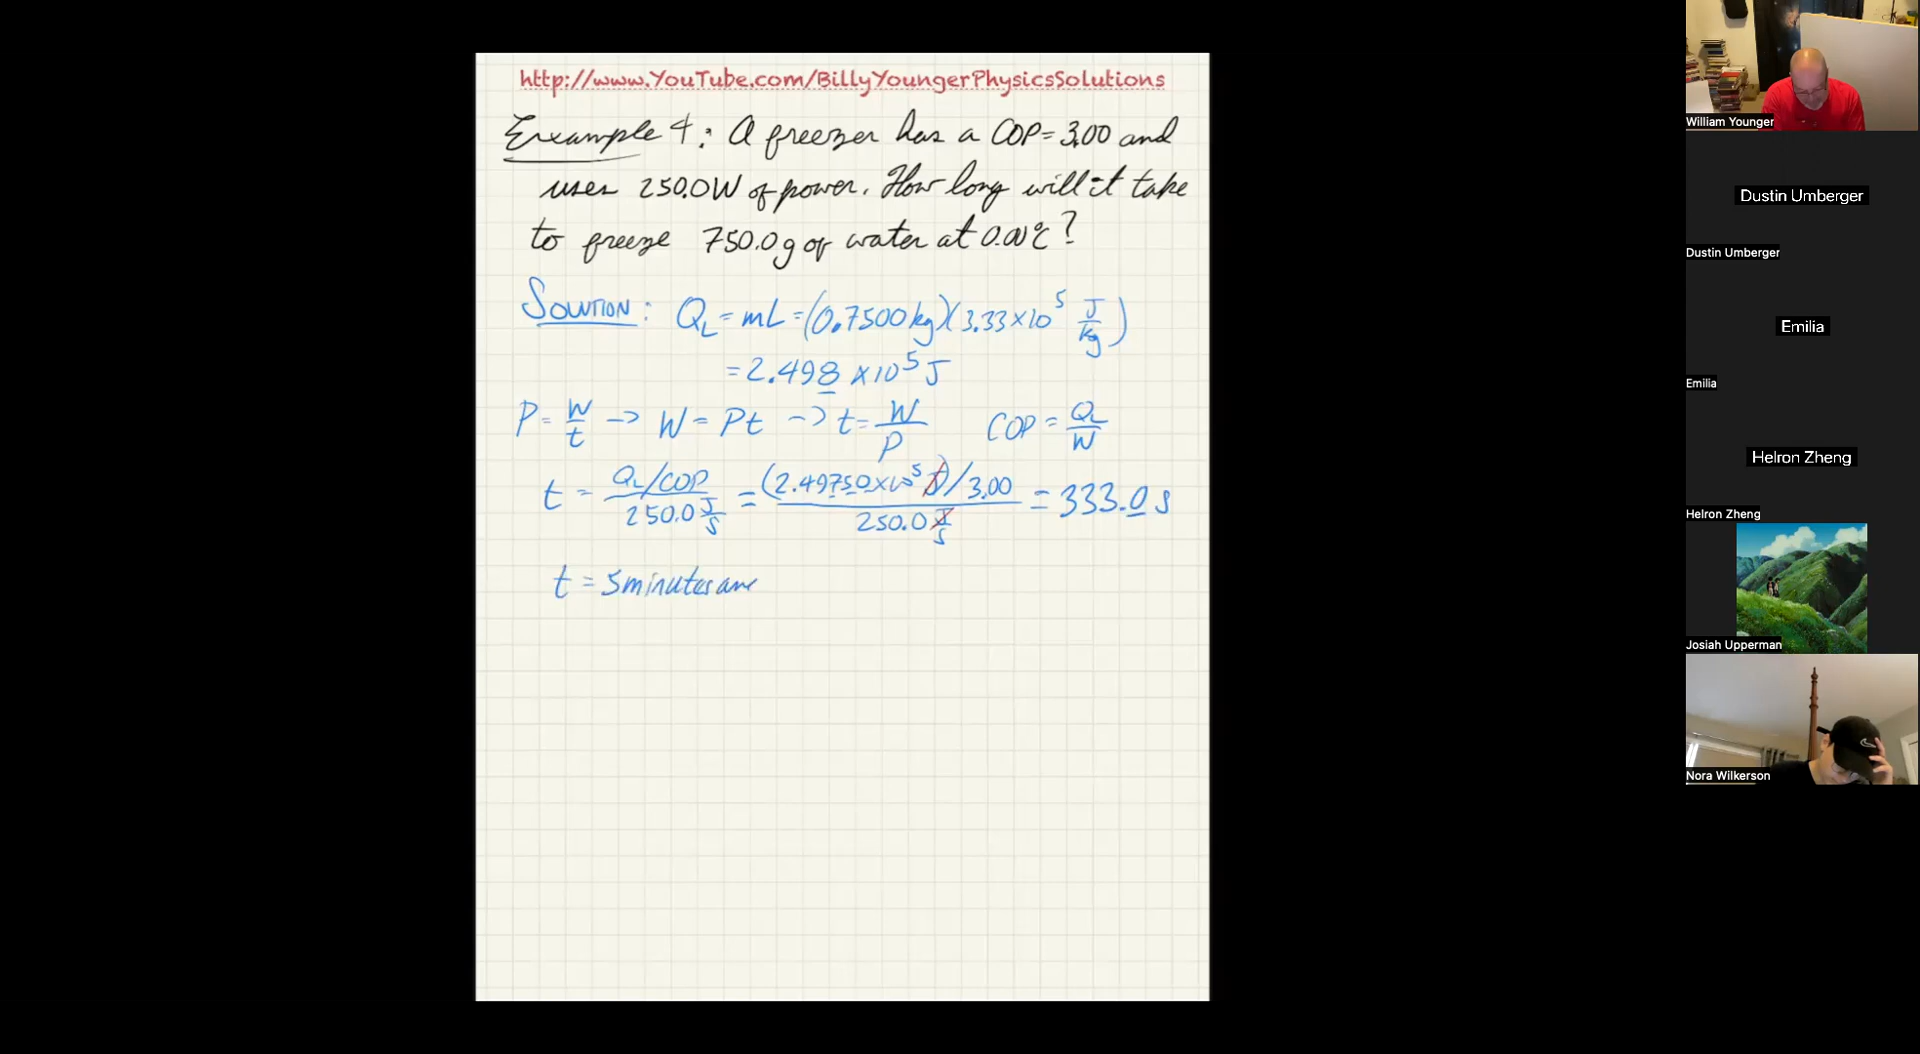 http://www.YouTube.com/BillyYoungerPhysicsSolutions
Example 4: A freezer has a COP = 3.00 and
uses 250.0W of power. How long will it take
to freeze 750.0g of water at 0.00°C?
SOLUTION: Q_L = mL = (0.7500 kg)(3.33×10^5 J/kg)
= 2.498 ×10^5 J
P = W/t → W = Pt → t = W/P COP = Q_L/W
t = (Q_L/COP)/(250.0 J/s) = ((2.49750×10^5 J)/3.00)/(250.0 J/s) = 333.0 s
t = 5 minutes an
William Younger
Dustin Umberger
Dustin Umberger
Emilia
Emilia
Helron Zheng
Helron Zheng
Josiah Upperman
Nora Wilkerson